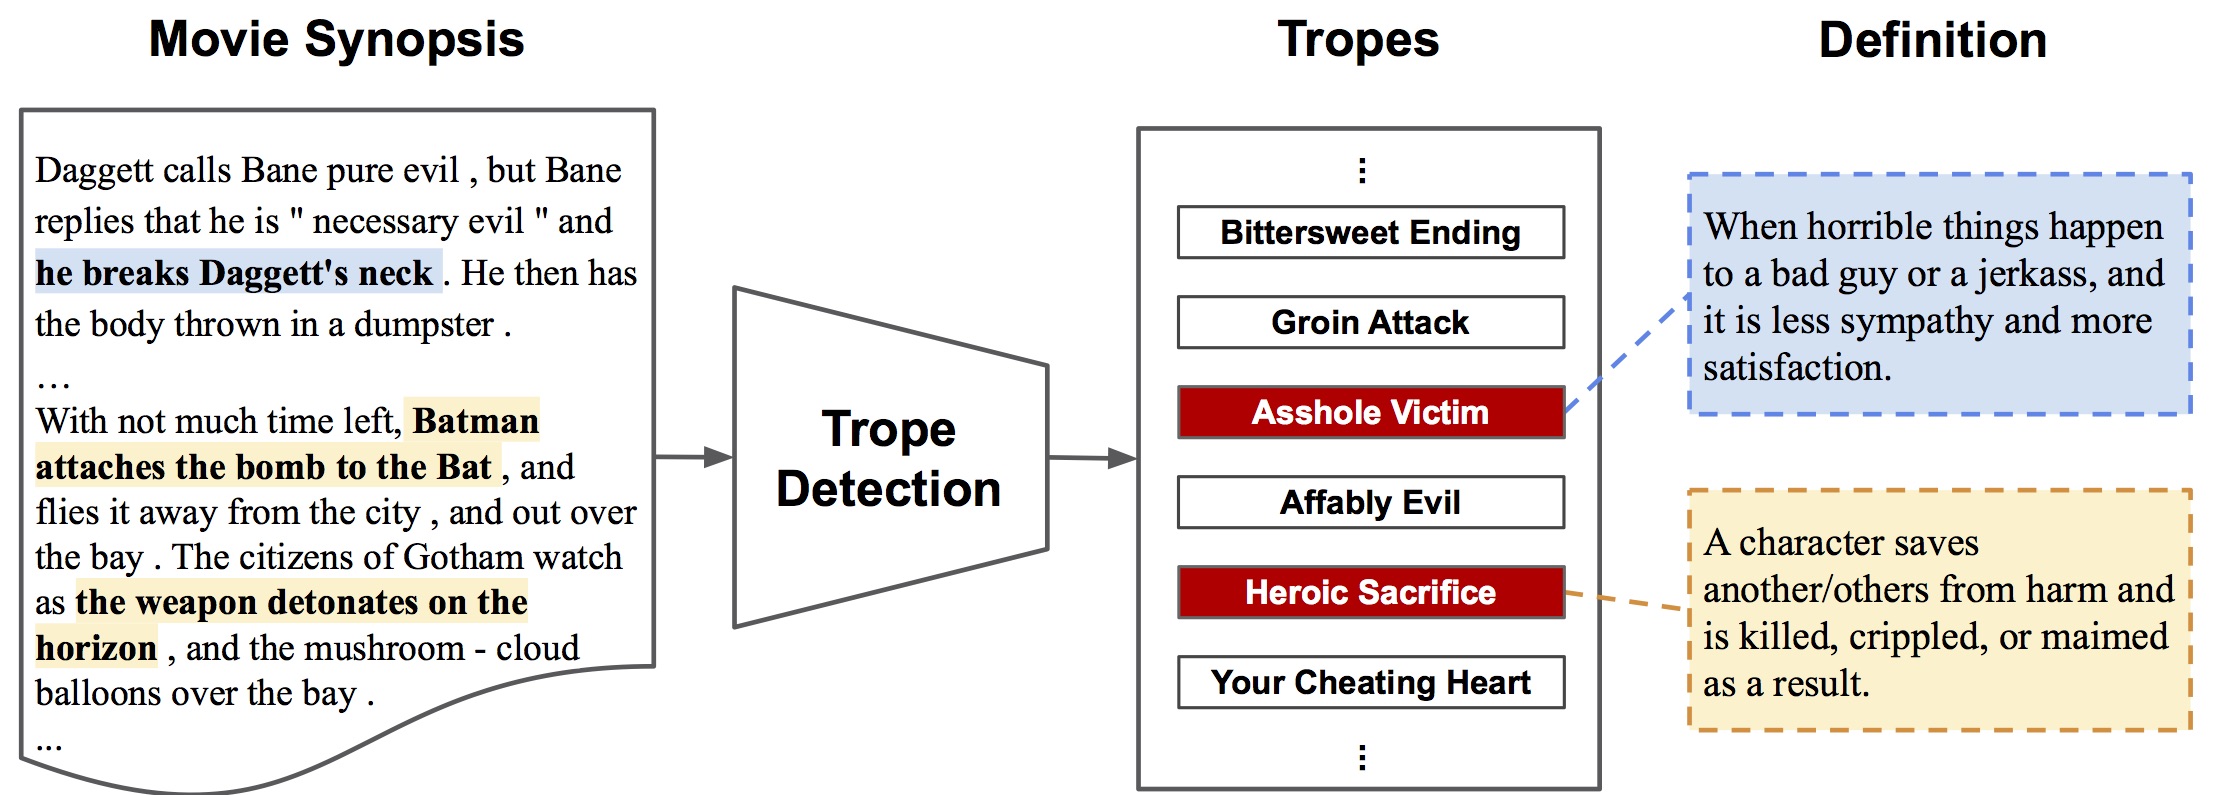 Movie Synopsis
Daggett calls Bane pure evil , but Bane
replies that he is " necessary evil " and
he breaks Daggett's neck . He then has
the body thrown in a dumpster .
…
With not much time left, Batman
attaches the bomb to the Bat , and
flies it away from the city , and out over
the bay . The citizens of Gotham watch
as the weapon detonates on the
horizon , and the mushroom - cloud
balloons over the bay .
...
Trope
Detection
Tropes
⋮
Bittersweet Ending
Groin Attack
Asshole Victim
Affably Evil
Heroic Sacrifice
Your Cheating Heart
⋮
Definition
When horrible things happen
to a bad guy or a jerkass, and
it is less sympathy and more
satisfaction.
A character saves
another/others from harm and
is killed, crippled, or maimed
as a result.